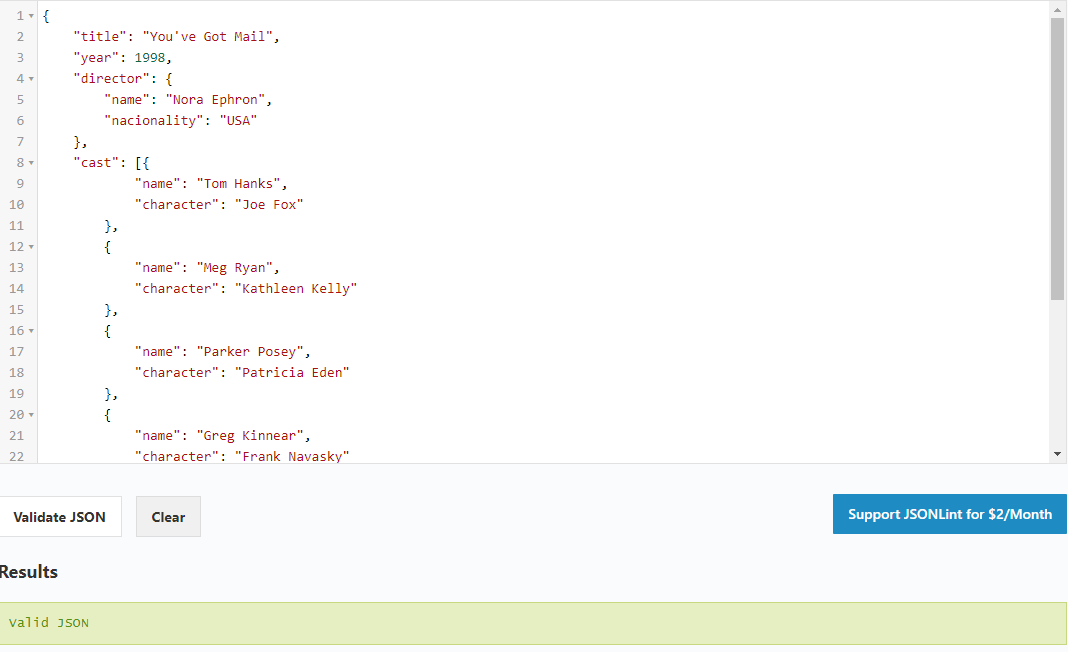 1 {
2     "title": "You've Got Mail",
3     "year": 1998,
4     "director": {
5         "name": "Nora Ephron",
6         "nacionality": "USA"
7     },
8     "cast": [{
9             "name": "Tom Hanks",
10             "character": "Joe Fox"
11         },
12         {
13             "name": "Meg Ryan",
14             "character": "Kathleen Kelly"
15         },
16         {
17             "name": "Parker Posey",
18             "character": "Patricia Eden"
19         },
20         {
21             "name": "Greg Kinnear",
22             "character": "Frank Navasky"
Validate JSON Clear Support JSONLint for $2/Month
Results
Valid JSON